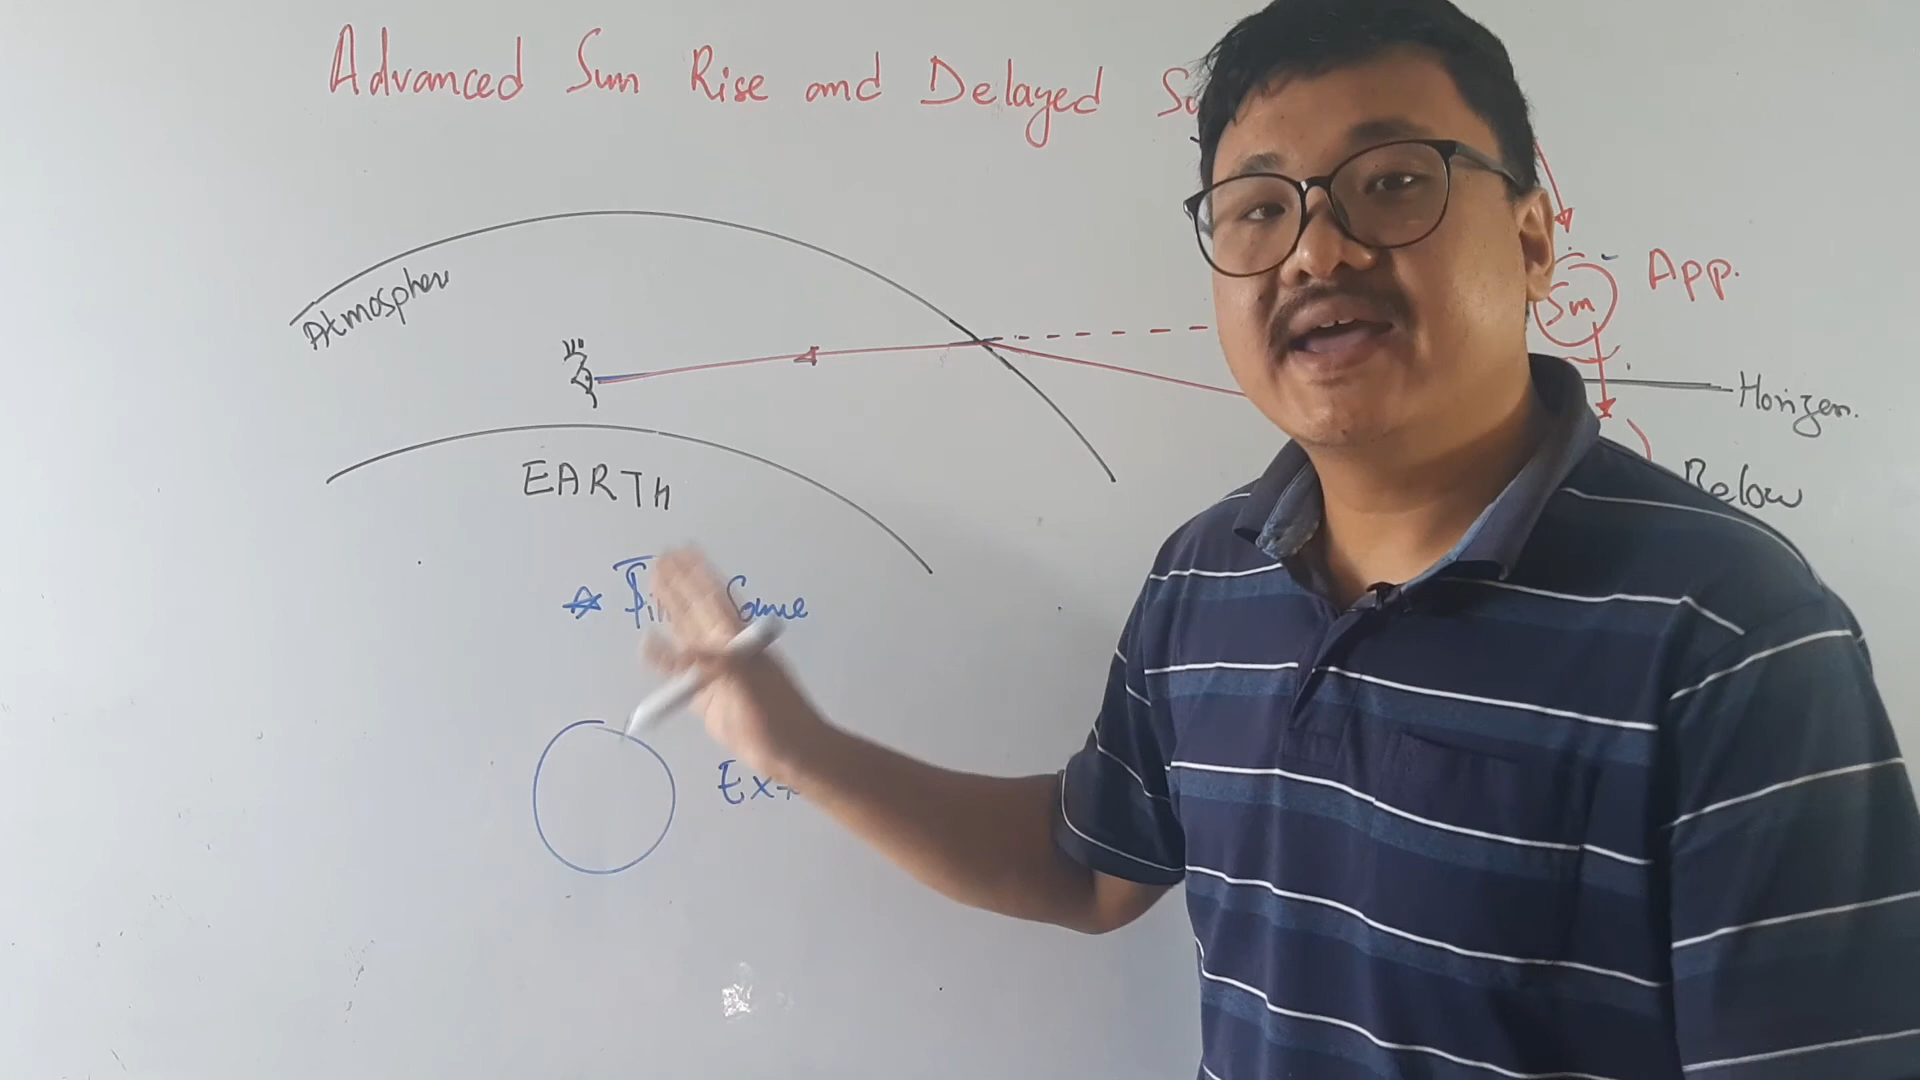 Advanced Sun Rise and Delayed
App.
Atmospher
Sun
Horizon.
EARTH
Below
Same